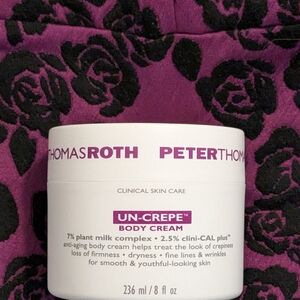 THOMASROTH PETERTHOM
CLINICAL SKIN CARE
UN-CREPE™
BODY CREAM
7% plant milk complex • 2.5% clini-CAL plus™
anti-aging body cream helps treat the look of crepiness
loss of firmness • dryness • fine lines & wrinkles
for smooth & youthful-looking skin
236 ml / 8 fl oz